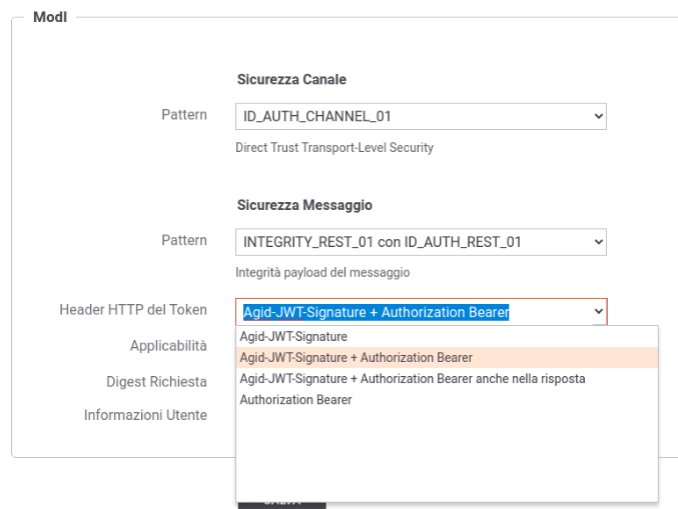 ModI
Sicurezza Canale
Pattern
ID_AUTH_CHANNEL_01
Direct Trust Transport-Level Security
Sicurezza Messaggio
Pattern
INTEGRITY_REST_01 con ID_AUTH_REST_01
Integrità payload del messaggio
Header HTTP del Token
Agid-JWT-Signature + Authorization Bearer
Agid-JWT-Signature
Applicabilità
Agid-JWT-Signature + Authorization Bearer
Digest Richiesta
Agid-JWT-Signature + Authorization Bearer anche nella risposta
Authorization Bearer
Informazioni Utente